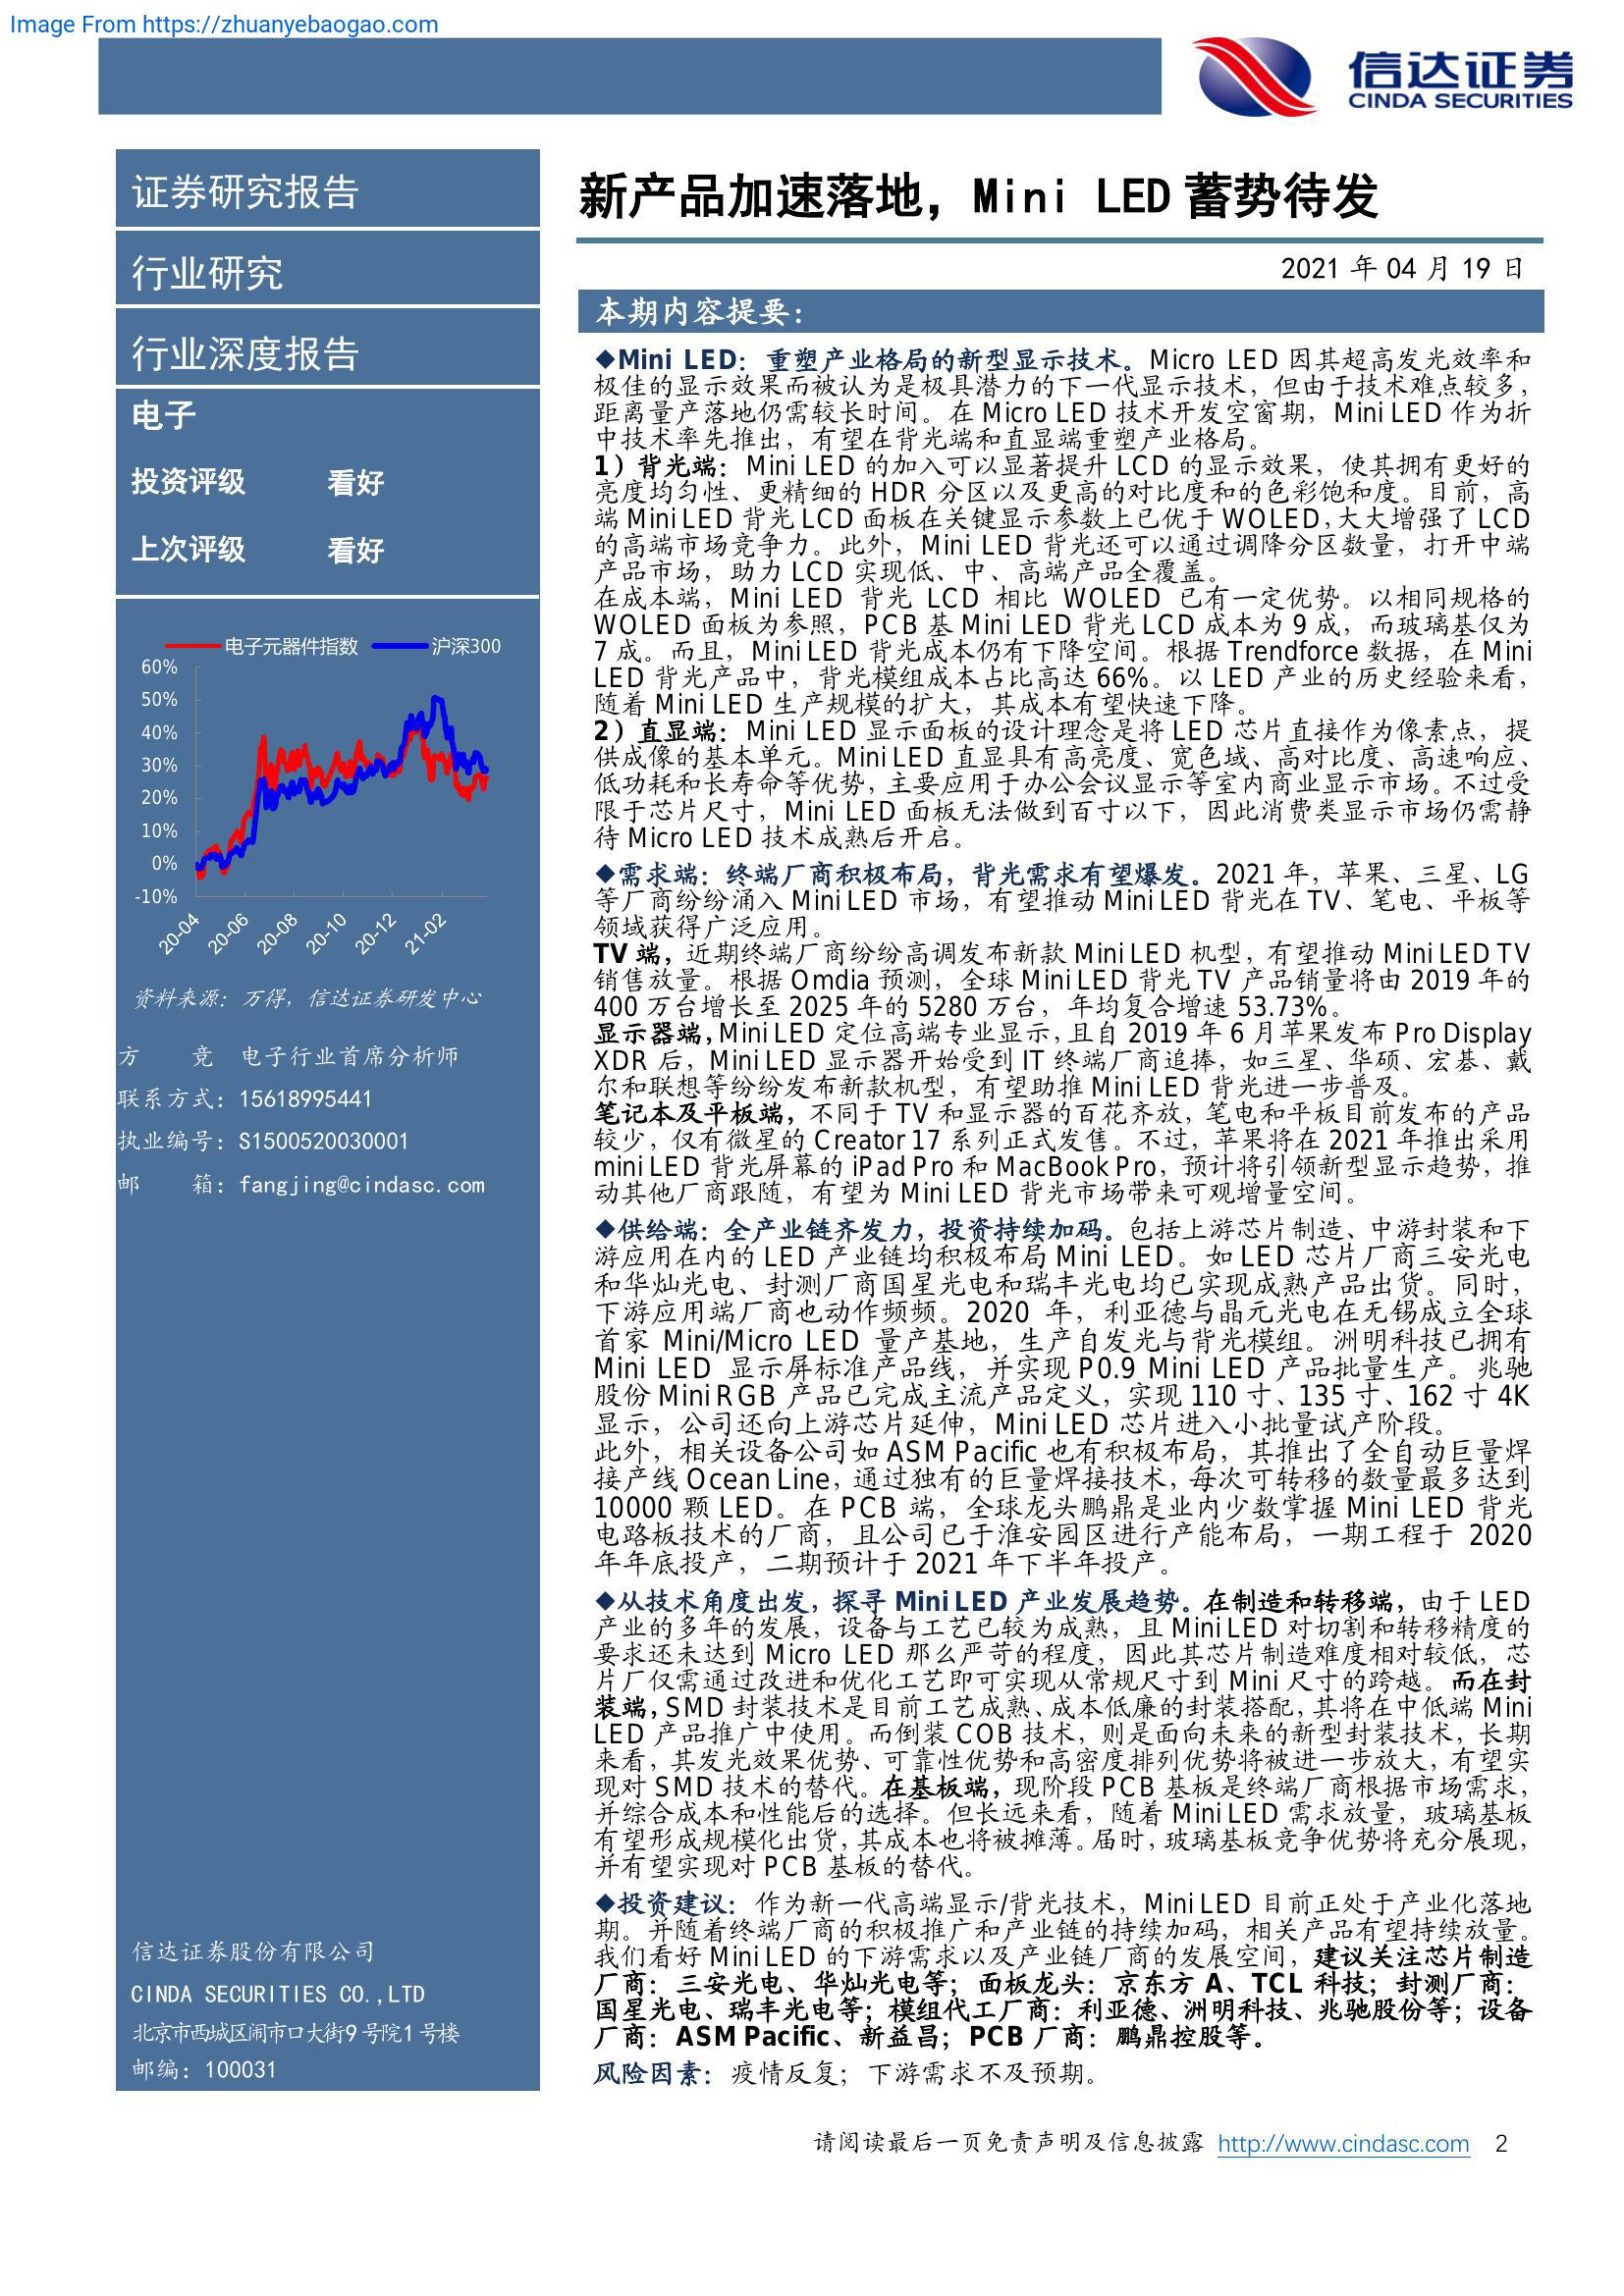 Image From https://zhuanyebaogao.com
信达证券
CINDA SECURITIES
证券研究报告
行业研究
行业深度报告
电子
投资评级 看好
上次评级 看好
电子元器件指数 沪深300
60%
50%
40%
30%
20%
10%
0%
-10%
20-04 20-06 20-08 20-10 20-12 21-02
资料来源：万得，信达证券研发中心
方 竞 电子行业首席分析师
联系方式：15618995441
执业编号：S1500520030001
邮 箱：fangjing@cindasc.com
信达证券股份有限公司
CINDA SECURITIES CO.,LTD
北京市西城区闹市口大街9号院1号楼
邮编：100031
新产品加速落地，Mini LED 蓄势待发
2021 年 04 月 19 日
本期内容提要：
◆Mini LED：重塑产业格局的新型显示技术。Micro LED 因其超高发光效率和
极佳的显示效果而被认为是极具潜力的下一代显示技术，但由于技术难点较多，
距离量产落地仍需较长时间。在 Micro LED 技术开发空窗期，Mini LED 作为折
中技术率先推出，有望在背光端和直显端重塑产业格局。
1）背光端：Mini LED 的加入可以显著提升 LCD 的显示效果，使其拥有更好的
亮度均匀性、更精细的 HDR 分区以及更高的对比度和的色彩饱和度。目前，高
端 Mini LED 背光 LCD 面板在关键显示参数上已优于 WOLED，大大增强了 LCD
的高端市场竞争力。此外，Mini LED 背光还可以通过调降分区数量，打开中端
产品市场，助力 LCD 实现低、中、高端产品全覆盖。
在成本端，Mini LED 背光 LCD 相比 WOLED 已有一定优势。以相同规格的
WOLED 面板为参照，PCB 基 Mini LED 背光 LCD 成本为 9 成，而玻璃基仅为
7 成。而且，Mini LED 背光成本仍有下降空间。根据 Trendforce 数据，在 Mini
LED 背光产品中，背光模组成本占比高达 66%。以 LED 产业的历史经验来看，
随着 Mini LED 生产规模的扩大，其成本有望快速下降。
2）直显端：Mini LED 显示面板的设计理念是将 LED 芯片直接作为像素点，提
供成像的基本单元。Mini LED 直显具有高亮度、宽色域、高对比度、高速响应、
低功耗和长寿命等优势，主要应用于办公会议显示等室内商业显示市场。不过受
限于芯片尺寸，Mini LED 面板无法做到百寸以下，因此消费类显示市场仍需静
待 Micro LED 技术成熟后开启。
◆需求端：终端厂商积极布局，背光需求有望爆发。2021 年，苹果、三星、LG
等厂商纷纷涌入 Mini LED 市场，有望推动 Mini LED 背光在 TV、笔电、平板等
领域获得广泛应用。
TV 端，近期终端厂商纷纷高调发布新款 Mini LED 机型，有望推动 Mini LED TV
销售放量。根据 Omdia 预测，全球 Mini LED 背光 TV 产品销量将由 2019 年的
400 万台增长至 2025 年的 5280 万台，年均复合增速 53.73%。
显示器端，Mini LED 定位高端专业显示，且自 2019 年 6 月苹果发布 Pro Display
XDR 后，Mini LED 显示器开始受到 IT 终端厂商追捧，如三星、华硕、宏碁、戴
尔和联想等纷纷发布新款机型，有望助推 Mini LED 背光进一步普及。
笔记本及平板端，不同于 TV 和显示器的百花齐放，笔电和平板目前发布的产品
较少，仅有微星的 Creator 17 系列正式发售。不过，苹果将在 2021 年推出采用
mini LED 背光屏幕的 iPad Pro 和 MacBook Pro，预计将引领新型显示趋势，推
动其他厂商跟随，有望为 Mini LED 背光市场带来可观增量空间。
◆供给端：全产业链齐发力，投资持续加码。包括上游芯片制造、中游封装和下
游应用在内的 LED 产业链均积极布局 Mini LED。如 LED 芯片厂商三安光电
和华灿光电、封测厂商国星光电和瑞丰光电均已实现成熟产品出货。同时，
下游应用端厂商也动作频频。2020 年，利亚德与晶元光电在无锡成立全球
首家 Mini/Micro LED 量产基地，生产自发光与背光模组。洲明科技已拥有
Mini LED 显示屏标准产品线，并实现 P0.9 Mini LED 产品批量生产。兆驰
股份 Mini RGB 产品已完成主流产品定义，实现 110 寸、135 寸、162 寸 4K
显示，公司还向上游芯片延伸，Mini LED 芯片进入小批量试产阶段。
此外，相关设备公司如 ASM Pacific 也有积极布局，其推出了全自动巨量焊
接产线 Ocean Line，通过独有的巨量焊接技术，每次可转移的数量最多达到
10000 颗 LED。在 PCB 端，全球龙头鹏鼎是业内少数掌握 Mini LED 背光
电路板技术的厂商，且公司已于淮安园区进行产能布局，一期工程于 2020
年年底投产，二期预计于 2021 年下半年投产。
◆从技术角度出发，探寻 Mini LED 产业发展趋势。在制造和转移端，由于 LED
产业的多年的发展，设备与工艺已较为成熟，且 Mini LED 对切割和转移精度的
要求还未达到 Micro LED 那么严苛的程度，因此其芯片制造难度相对较低，芯
片厂仅需通过改进和优化工艺即可实现从常规尺寸到 Mini 尺寸的跨越。而在封
装端，SMD 封装技术是目前工艺成熟、成本低廉的封装搭配，其将在中低端 Mini
LED 产品推广中使用。而倒装 COB 技术，则是面向未来的新型封装技术，长期
来看，其发光效果优势、可靠性优势和高密度排列优势将被进一步放大，有望实
现对 SMD 技术的替代。在基板端，现阶段 PCB 基板是终端厂商根据市场需求，
并综合成本和性能后的选择。但长远来看，随着 Mini LED 需求放量，玻璃基板
有望形成规模化出货，其成本也将被摊薄。届时，玻璃基板竞争优势将充分展现，
并有望实现对 PCB 基板的替代。
◆投资建议：作为新一代高端显示/背光技术，Mini LED 目前正处于产业化落地
期。并随着终端厂商的积极推广和产业链的持续加码，相关产品有望持续放量。
我们看好 Mini LED 的下游需求以及产业链厂商的发展空间，建议关注芯片制造
厂商：三安光电、华灿光电等；面板龙头：京东方 A、TCL 科技；封测厂商：
国星光电、瑞丰光电等；模组代工厂商：利亚德、洲明科技、兆驰股份等；设备
厂商：ASM Pacific、新益昌；PCB 厂商：鹏鼎控股等。
风险因素：疫情反复；下游需求不及预期。
请阅读最后一页免责声明及信息披露 http://www.cindasc.com 2